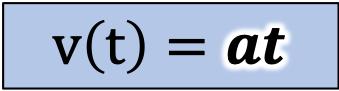 v(t) = at